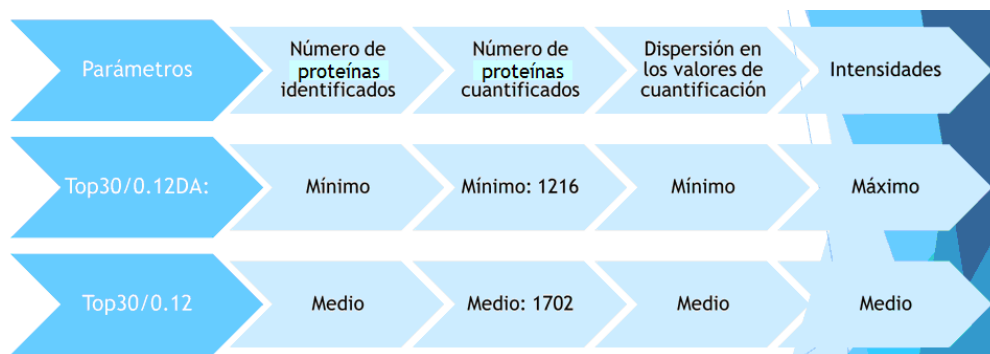 Parámetros
Número de
proteínas
identificados
Número de
proteínas
cuantificados
Dispersión en
los valores de
cuantificación
Intensidades
Top30/0.12DA:
Mínimo
Mínimo: 1216
Mínimo
Máximo
Top30/0.12
Medio
Medio: 1702
Medio
Medio